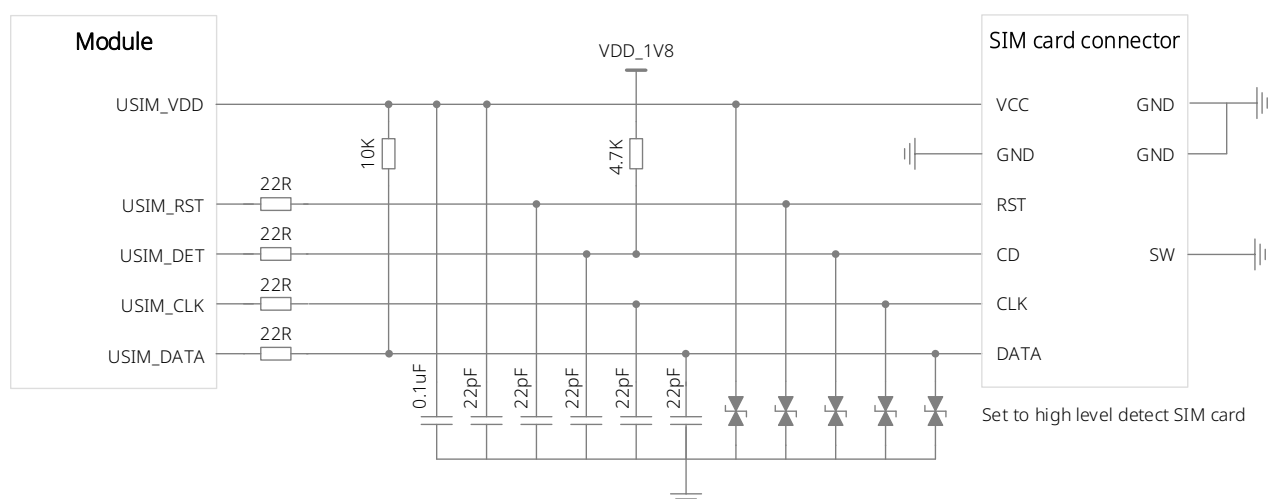 Module
SIM card connector
VDD_1V8
USIM_VDD
VCC
GND
10K
4.7K
GND
GND
22R
USIM_RST
RST
22R
USIM_DET
CD
SW
22R
USIM_CLK
CLK
22R
USIM_DATA
DATA
0.1uF
22pF
22pF
22pF
22pF
22pF
Set to high level detect SIM card